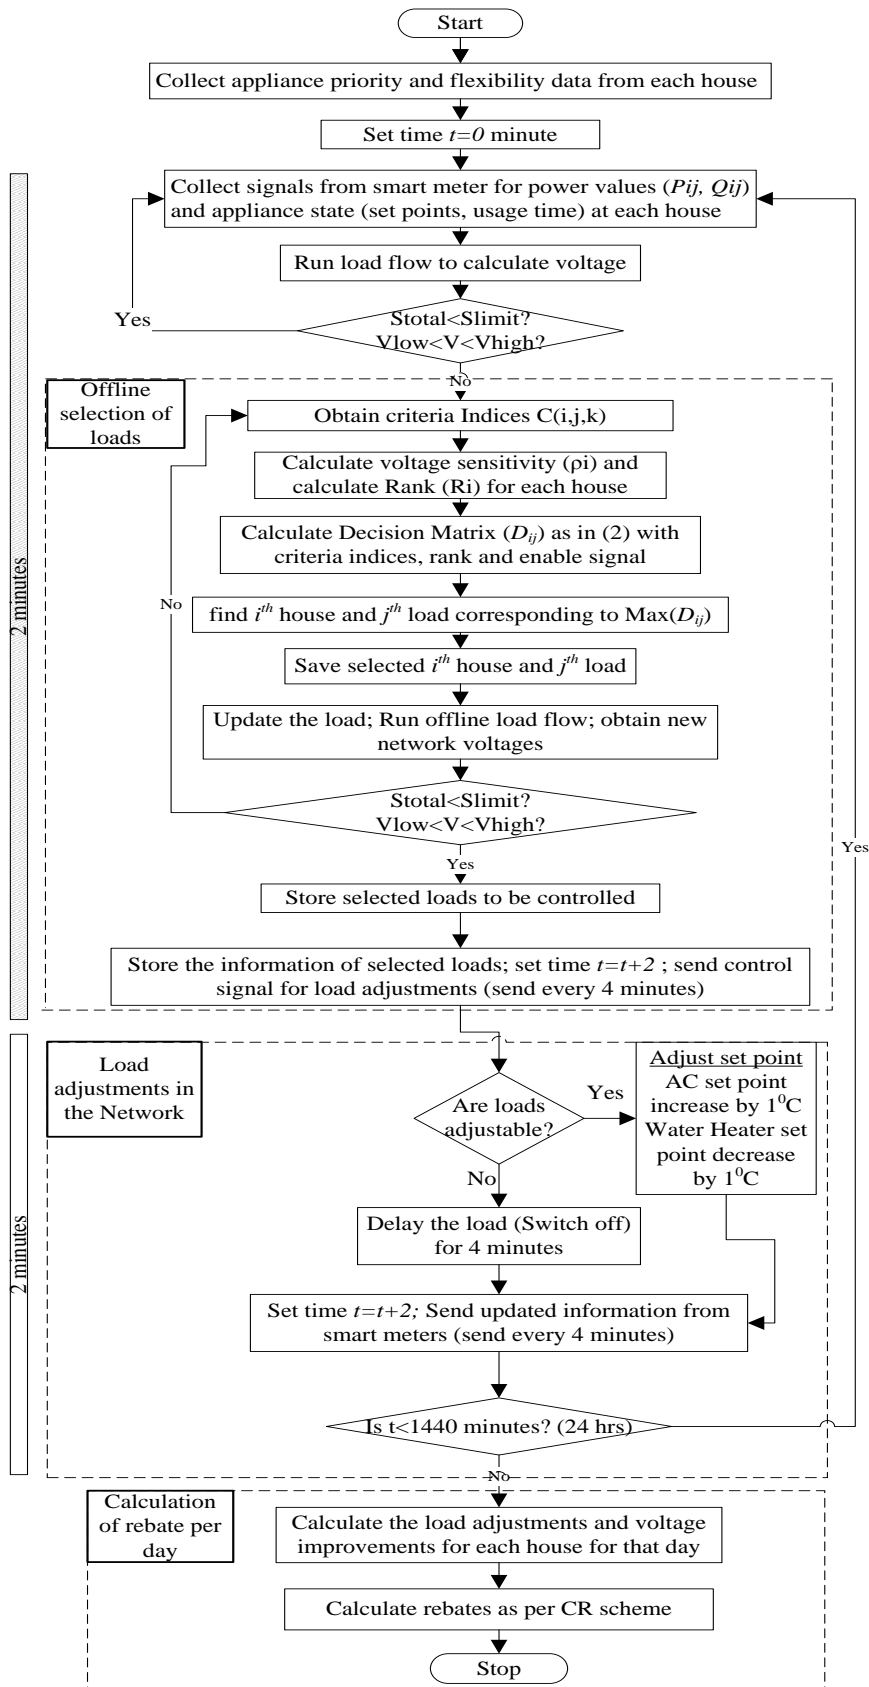 Start
Collect appliance priority and flexibility data from each house
Set time t=0 minute
Collect signals from smart meter for power values (Pij, Qij)
and appliance state (set points, usage time) at each house
Run load flow to calculate voltage
Yes
Stotal<Slimit?
Vlow<V<Vhigh?
No
Offline
selection of
loads
Obtain criteria Indices C(i,j,k)
Calculate voltage sensitivity (ρi) and
calculate Rank (Ri) for each house
Calculate Decision Matrix (Dij) as in (2) with
criteria indices, rank and enable signal
No
2 minutes
find ith house and jth load corresponding to Max(Dij)
Save selected ith house and jth load
Update the load; Run offline load flow; obtain new
network voltages
Stotal<Slimit?
Vlow<V<Vhigh?
Yes
Yes
Store selected loads to be controlled
Store the information of selected loads; set time t=t+2 ; send control
signal for load adjustments (send every 4 minutes)
Load
adjustments in
the Network
Are loads
adjustable?
Yes
Adjust set point
AC set point
increase by 1⁰C
Water Heater set
point decrease
by 1⁰C
No
Delay the load (Switch off)
for 4 minutes
2 minutes
Set time t=t+2; Send updated information from
smart meters (send every 4 minutes)
Is t<1440 minutes? (24 hrs)
No
Calculation
of rebate per
day
Calculate the load adjustments and voltage
improvements for each house for that day
Calculate rebates as per CR scheme
Stop